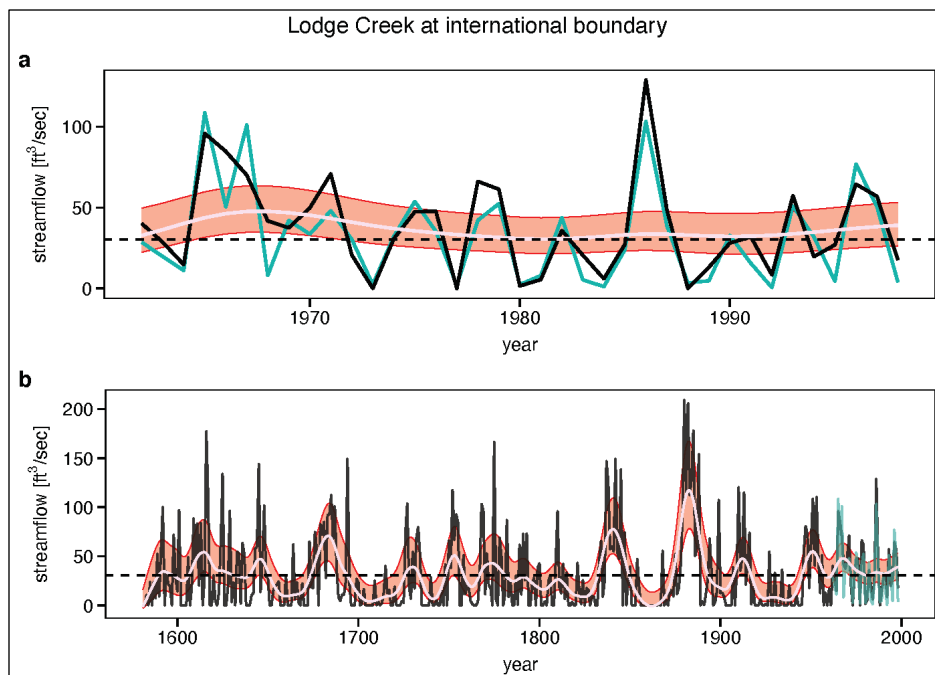 Lodge Creek at international boundary
a
streamflow [ft³/sec]
100
50
0
1970
1980
1990
year
b
streamflow [ft³/sec]
200
150
100
50
0
1600
1700
1800
1900
2000
year